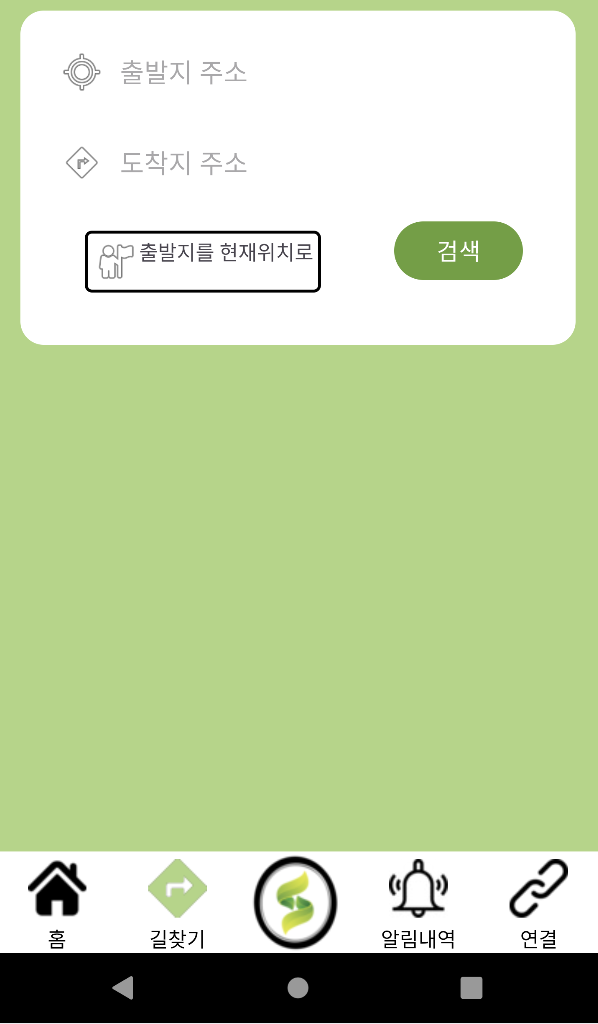 출발지 주소
도착지 주소
출발지를 현재위치로
검색
홈
길찾기
알림내역
연결